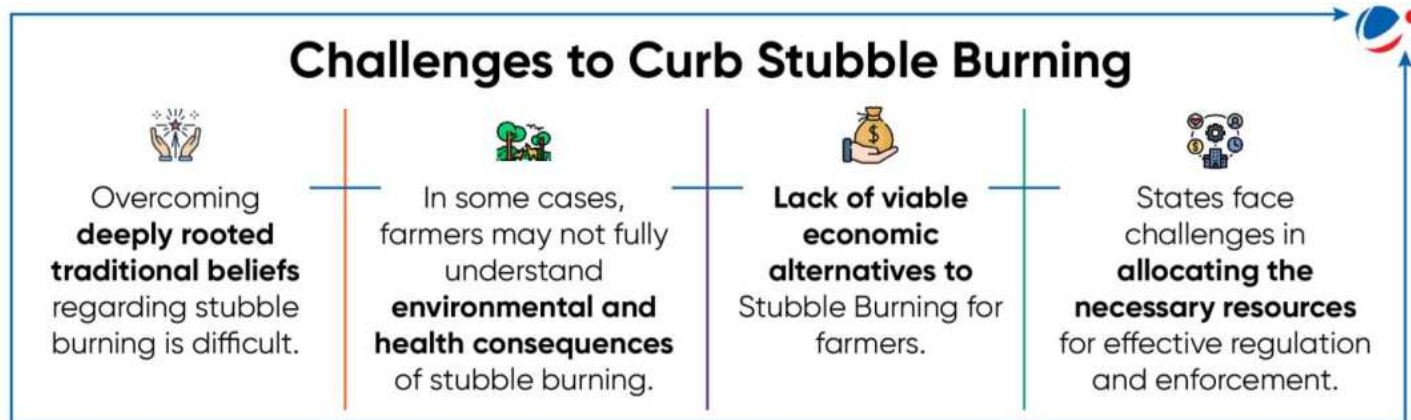 Challenges to Curb Stubble Burning
Overcoming
deeply rooted
traditional beliefs
regarding stubble
burning is difficult.
In some cases,
farmers may not fully
understand
environmental and
health consequences
of stubble burning.
Lack of viable
economic
alternatives to
Stubble Burning for
farmers.
States face
challenges in
allocating the
necessary resources
for effective regulation
and enforcement.